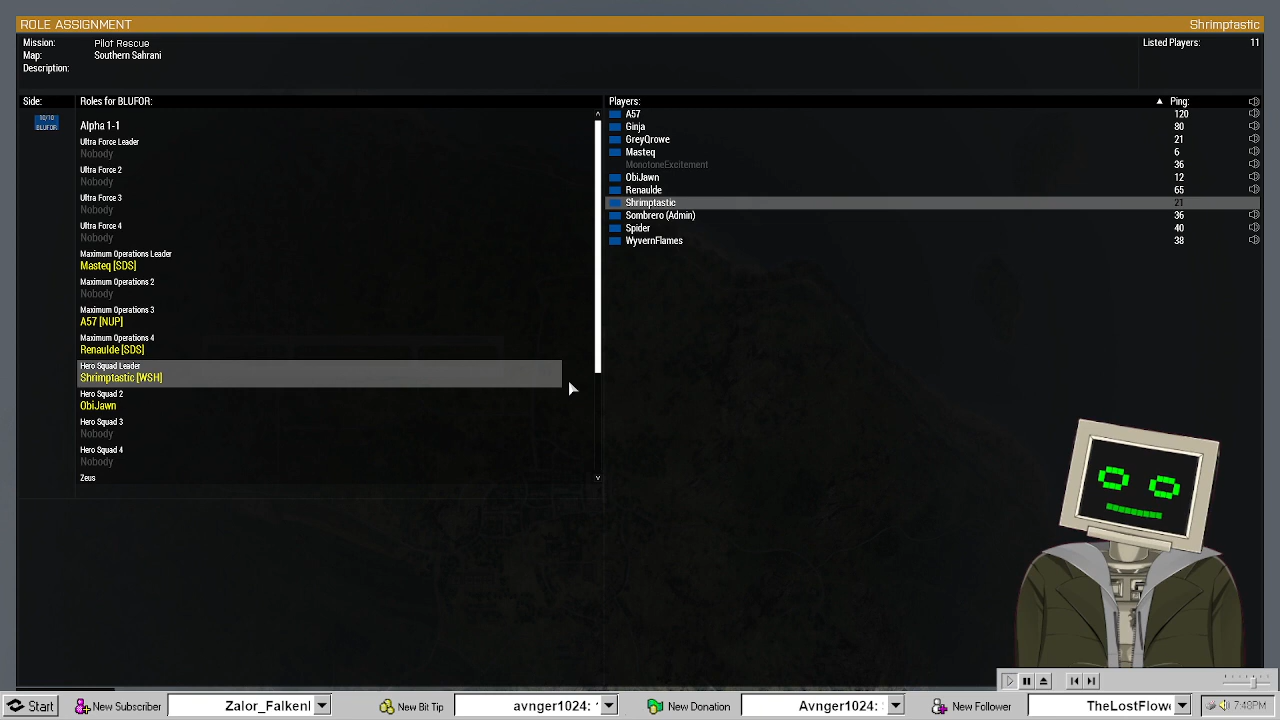 ROLE ASSIGNMENT
Shrimptastic
Mission: Pilot Rescue
Listed Players: 11
Map: Southern Sahrani
Description:
Side:
Roles for BLUFOR:
10/10
BLUFOR
Alpha 1-1
Ultra Force Leader
Nobody
Ultra Force 2
Nobody
Ultra Force 3
Nobody
Ultra Force 4
Nobody
Maximum Operations Leader
Masteq [SDS]
Maximum Operations 2
Nobody
Maximum Operations 3
A57 [NUP]
Maximum Operations 4
Renaulde [SDS]
Hero Squad Leader
Shrimptastic [WSH]
Hero Squad 2
ObiJawn
Hero Squad 3
Nobody
Hero Squad 4
Nobody
Zeus
Players: Ping:
A57 120
Ginja 80
GreyQrowe 21
Masteq 6
MonotoneExcitement 36
ObiJawn 12
Renaulde 65
Shrimptastic 21
Sombrero (Admin) 36
Spider 40
WyvernFlames 38
Start New Subscriber Zalor_Falkenl New Bit Tip avnger1024: New Donation Avnger1024: New Follower TheLostFlowe 7:48PM